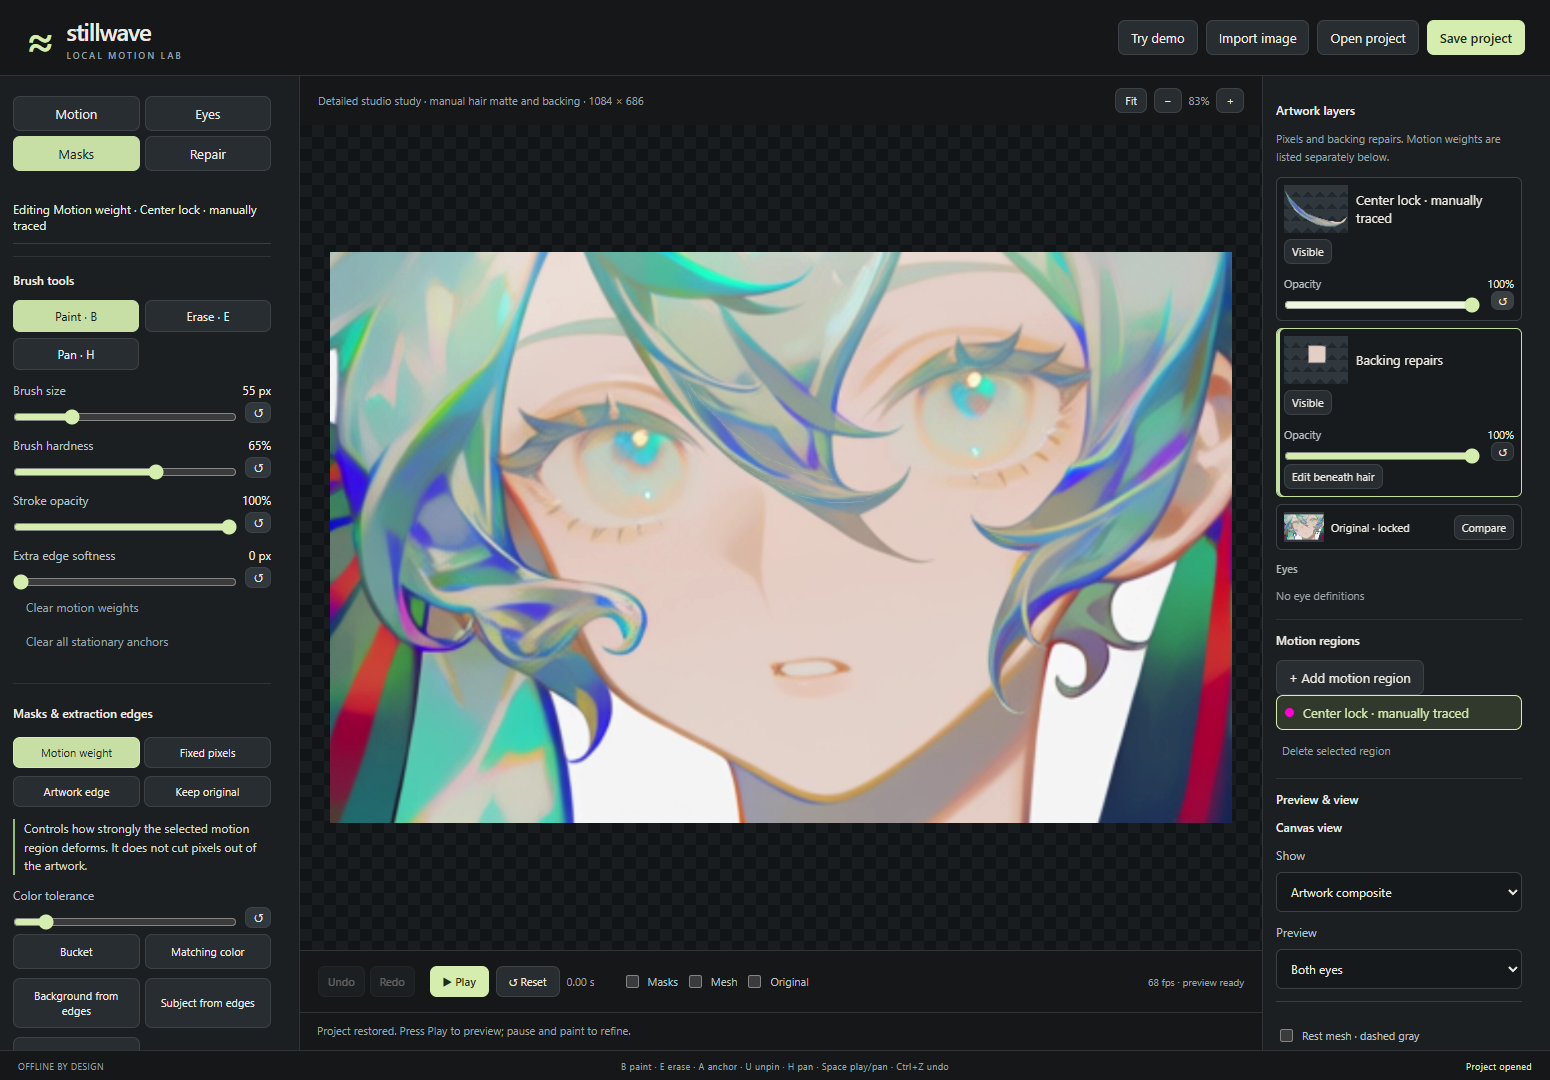 stillwave
LOCAL MOTION LAB
Try demo
Import image
Open project
Save project
Motion
Eyes
Masks
Repair
Editing Motion weight · Center lock · manually
traced
Brush tools
Paint · B
Erase · E
Pan · H
Brush size
55 px
↺
Brush hardness
65%
↺
Stroke opacity
100%
↺
Extra edge softness
0 px
↺
Clear motion weights
Clear all stationary anchors
Masks & extraction edges
Motion weight
Fixed pixels
Artwork edge
Keep original
Controls how strongly the selected motion
region deforms. It does not cut pixels out of
the artwork.
Color tolerance
↺
Bucket
Matching color
Background from
edges
Subject from edges
Detailed studio study · manual hair matte and backing · 1084 × 686
Fit
−
83%
+
Undo
Redo
▶ Play
↺ Reset
0.00 s
Masks
Mesh
Original
68 fps · preview ready
Project restored. Press Play to preview; pause and paint to refine.
Artwork layers
Pixels and backing repairs. Motion weights are
listed separately below.
Center lock · manually
traced
Visible
Opacity
100%
↺
Backing repairs
Visible
Opacity
100%
↺
Edit beneath hair
Original · locked
Compare
Eyes
No eye definitions
Motion regions
+ Add motion region
Center lock · manually traced
Delete selected region
Preview & view
Canvas view
Show
Artwork composite
Preview
Both eyes
Rest mesh · dashed gray
OFFLINE BY DESIGN
B paint · E erase · A anchor · U unpin · H pan · Space play/pan · Ctrl+Z undo
Project opened